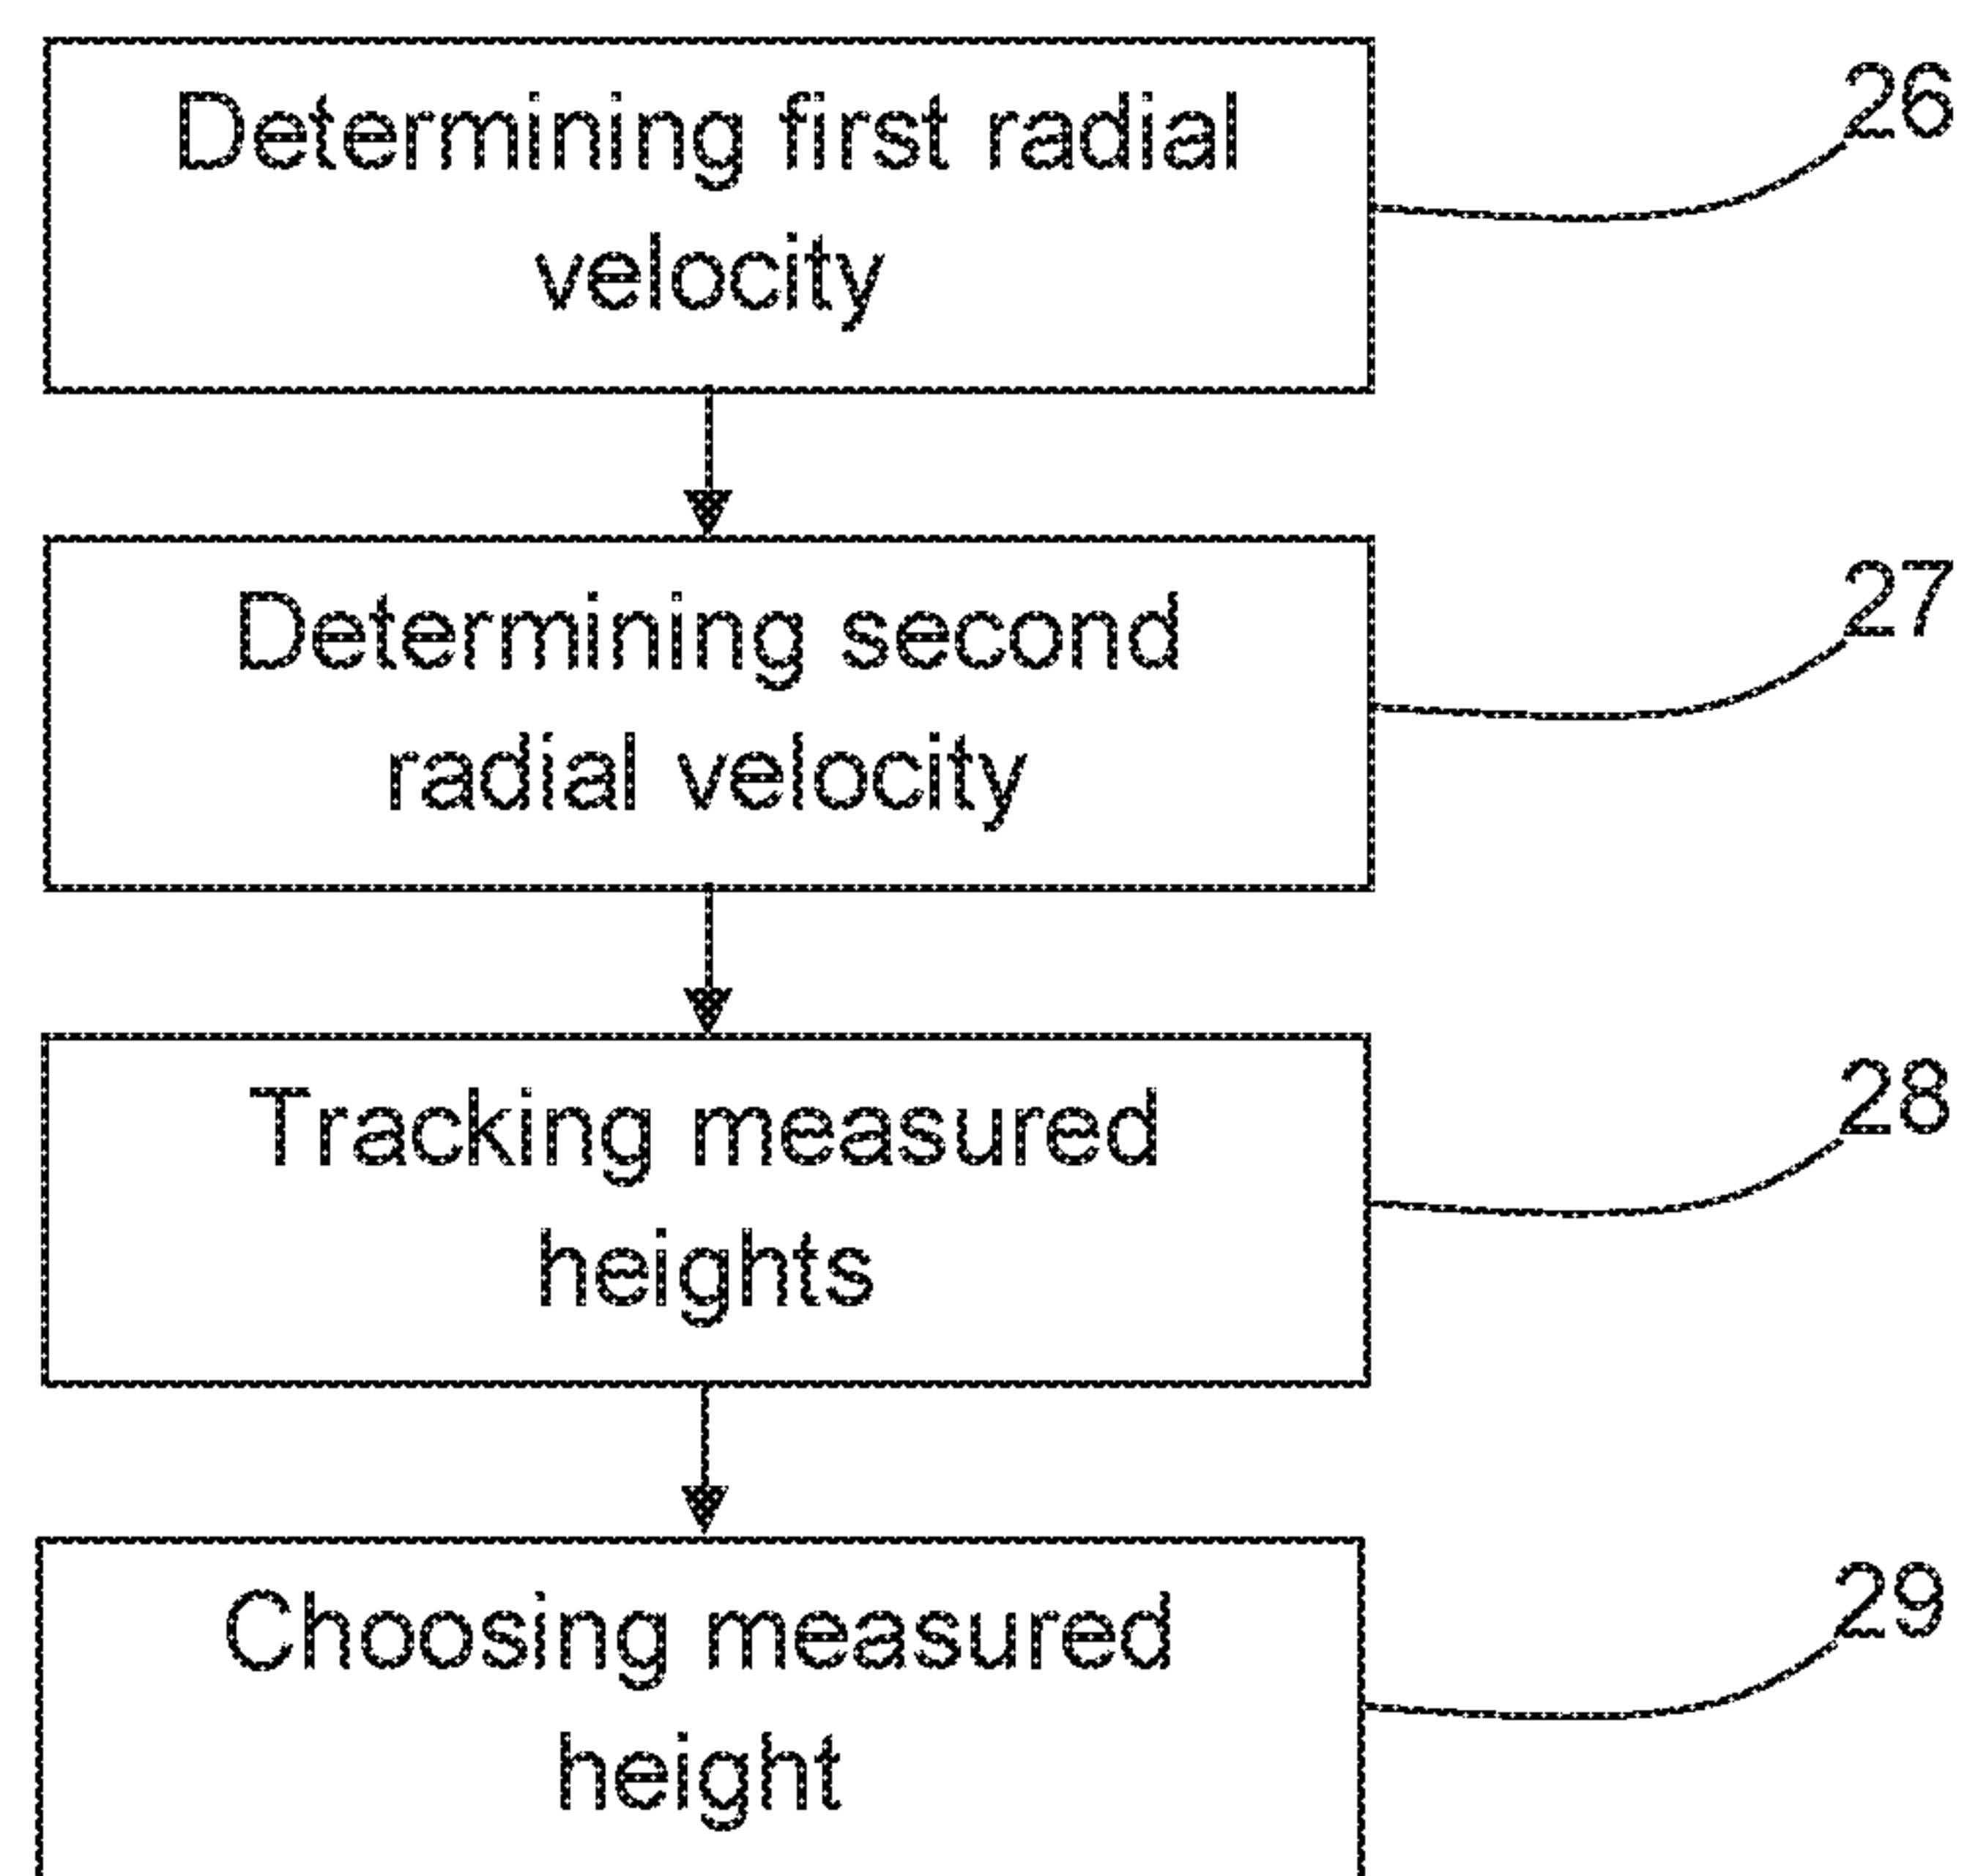 Determining first radial
velocity
26
Determining second
radial velocity
27
Tracking measured
heights
28
Choosing measured
height
29